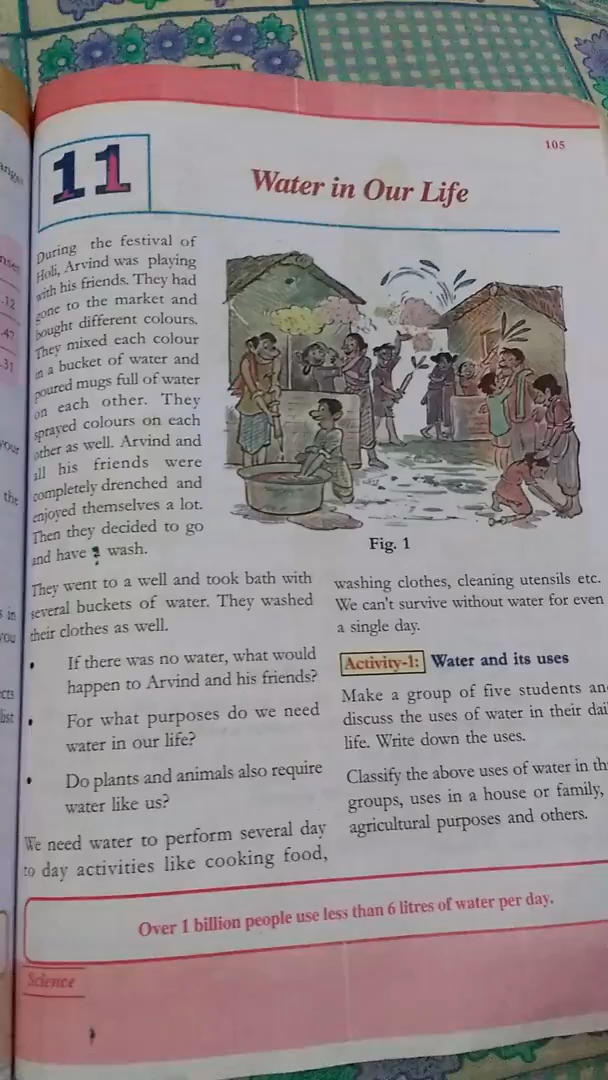 105
11
Water in Our Life
During the festival of
Holi, Arvind was playing
with his friends. They had
gone to the market and
bought different colours.
They mixed each colour
in a bucket of water and
poured mugs full of water
on each other. They
sprayed colours on each
other as well. Arvind and
all his friends were
completely drenched and
enjoyed themselves a lot.
Then they decided to go
and have a wash.
Fig. 1
They went to a well and took bath with
several buckets of water. They washed
their clothes as well.
• If there was no water, what would
happen to Arvind and his friends?
• For what purposes do we need
water in our life?
• Do plants and animals also require
water like us?
We need water to perform several day
to day activities like cooking food,
washing clothes, cleaning utensils etc.
We can't survive without water for even
a single day.
Activity-1: Water and its uses
Make a group of five students an
discuss the uses of water in their dai
life. Write down the uses.
Classify the above uses of water in th
groups, uses in a house or family,
agricultural purposes and others.
Over 1 billion people use less than 6 litres of water per day.
Science